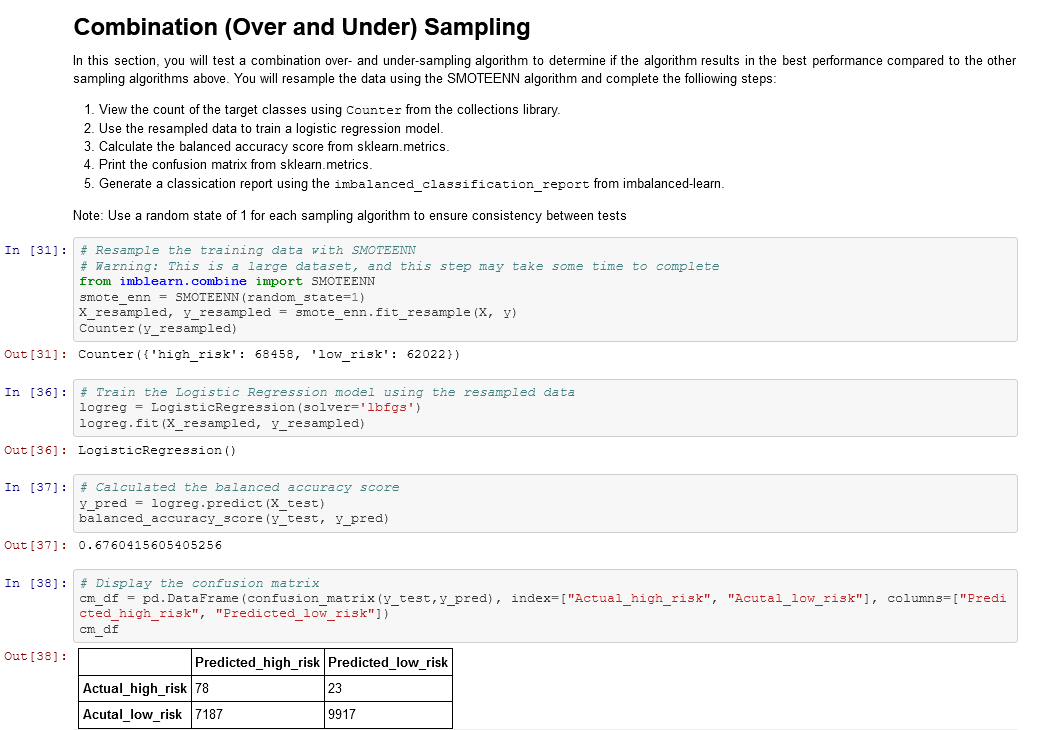 Combination (Over and Under) Sampling
In this section, you will test a combination over- and under-sampling algorithm to determine if the algorithm results in the best performance compared to the other
sampling algorithms above. You will resample the data using the SMOTEENN algorithm and complete the folliowing steps:
1. View the count of the target classes using Counter from the collections library.
2. Use the resampled data to train a logistic regression model.
3. Calculate the balanced accuracy score from sklearn.metrics.
4. Print the confusion matrix from sklearn.metrics.
5. Generate a classication report using the imbalanced_classification_report from imbalanced-learn.
Note: Use a random state of 1 for each sampling algorithm to ensure consistency between tests
In [31]: # Resample the training data with SMOTEENN
# Warning: This is a large dataset, and this step may take some time to complete
from imblearn.combine import SMOTEENN
smote_enn = SMOTEENN(random_state=1)
X_resampled, y_resampled = smote_enn.fit_resample(X, y)
Counter(y_resampled)
Out[31]: Counter({'high_risk': 68458, 'low_risk': 62022})
In [36]: # Train the Logistic Regression model using the resampled data
logreg = LogisticRegression(solver='lbfgs')
logreg.fit(X_resampled, y_resampled)
Out[36]: LogisticRegression()
In [37]: # Calculated the balanced accuracy score
y_pred = logreg.predict(X_test)
balanced_accuracy_score(y_test, y_pred)
Out[37]: 0.6760415605405256
In [38]: # Display the confusion matrix
cm_df = pd.DataFrame(confusion_matrix(y_test,y_pred), index=["Actual_high_risk", "Acutal_low_risk"], columns=["Predi
cted_high_risk", "Predicted_low_risk"])
cm_df
Out[38]:
Predicted_high_risk Predicted_low_risk
Actual_high_risk 78 23
Acutal_low_risk 7187 9917